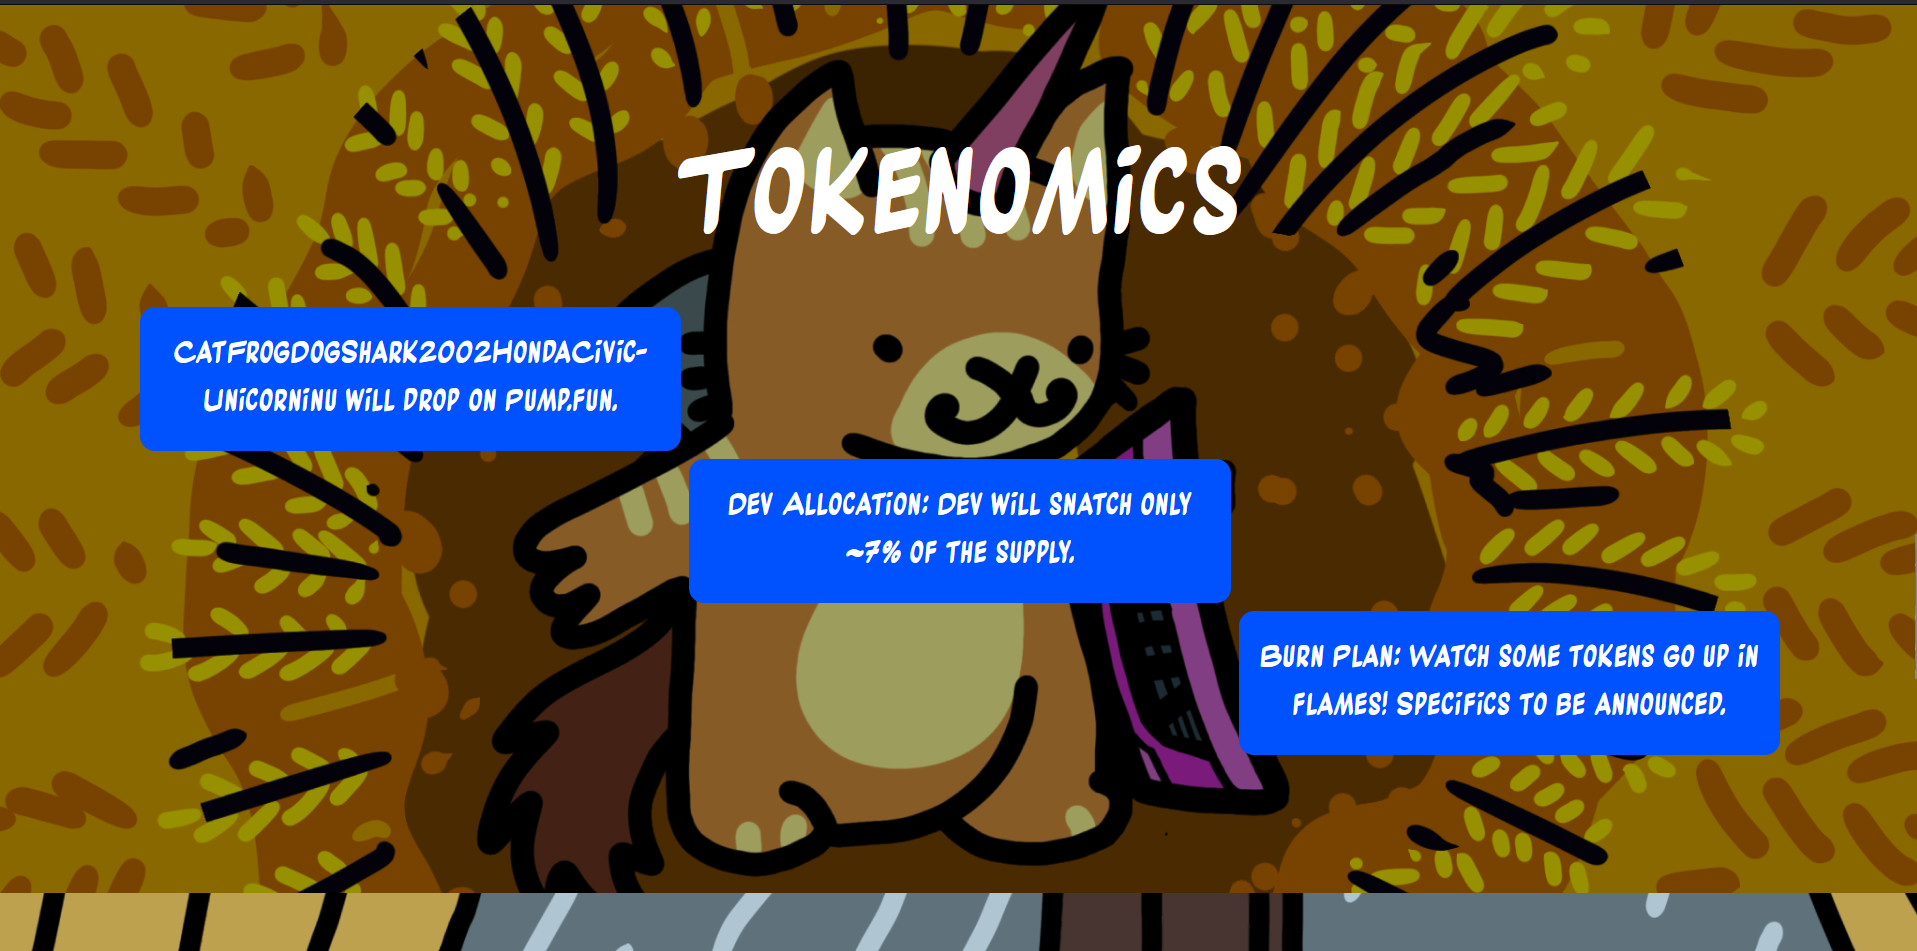 Tokenomics
CatFrogDogShark2002HondaCivic-
UnicornInu will drop on Pump.fun.
Dev Allocation: Dev will snatch only
~7% of the supply.
Burn Plan: Watch some tokens go up in
flames! Specifics to be announced.